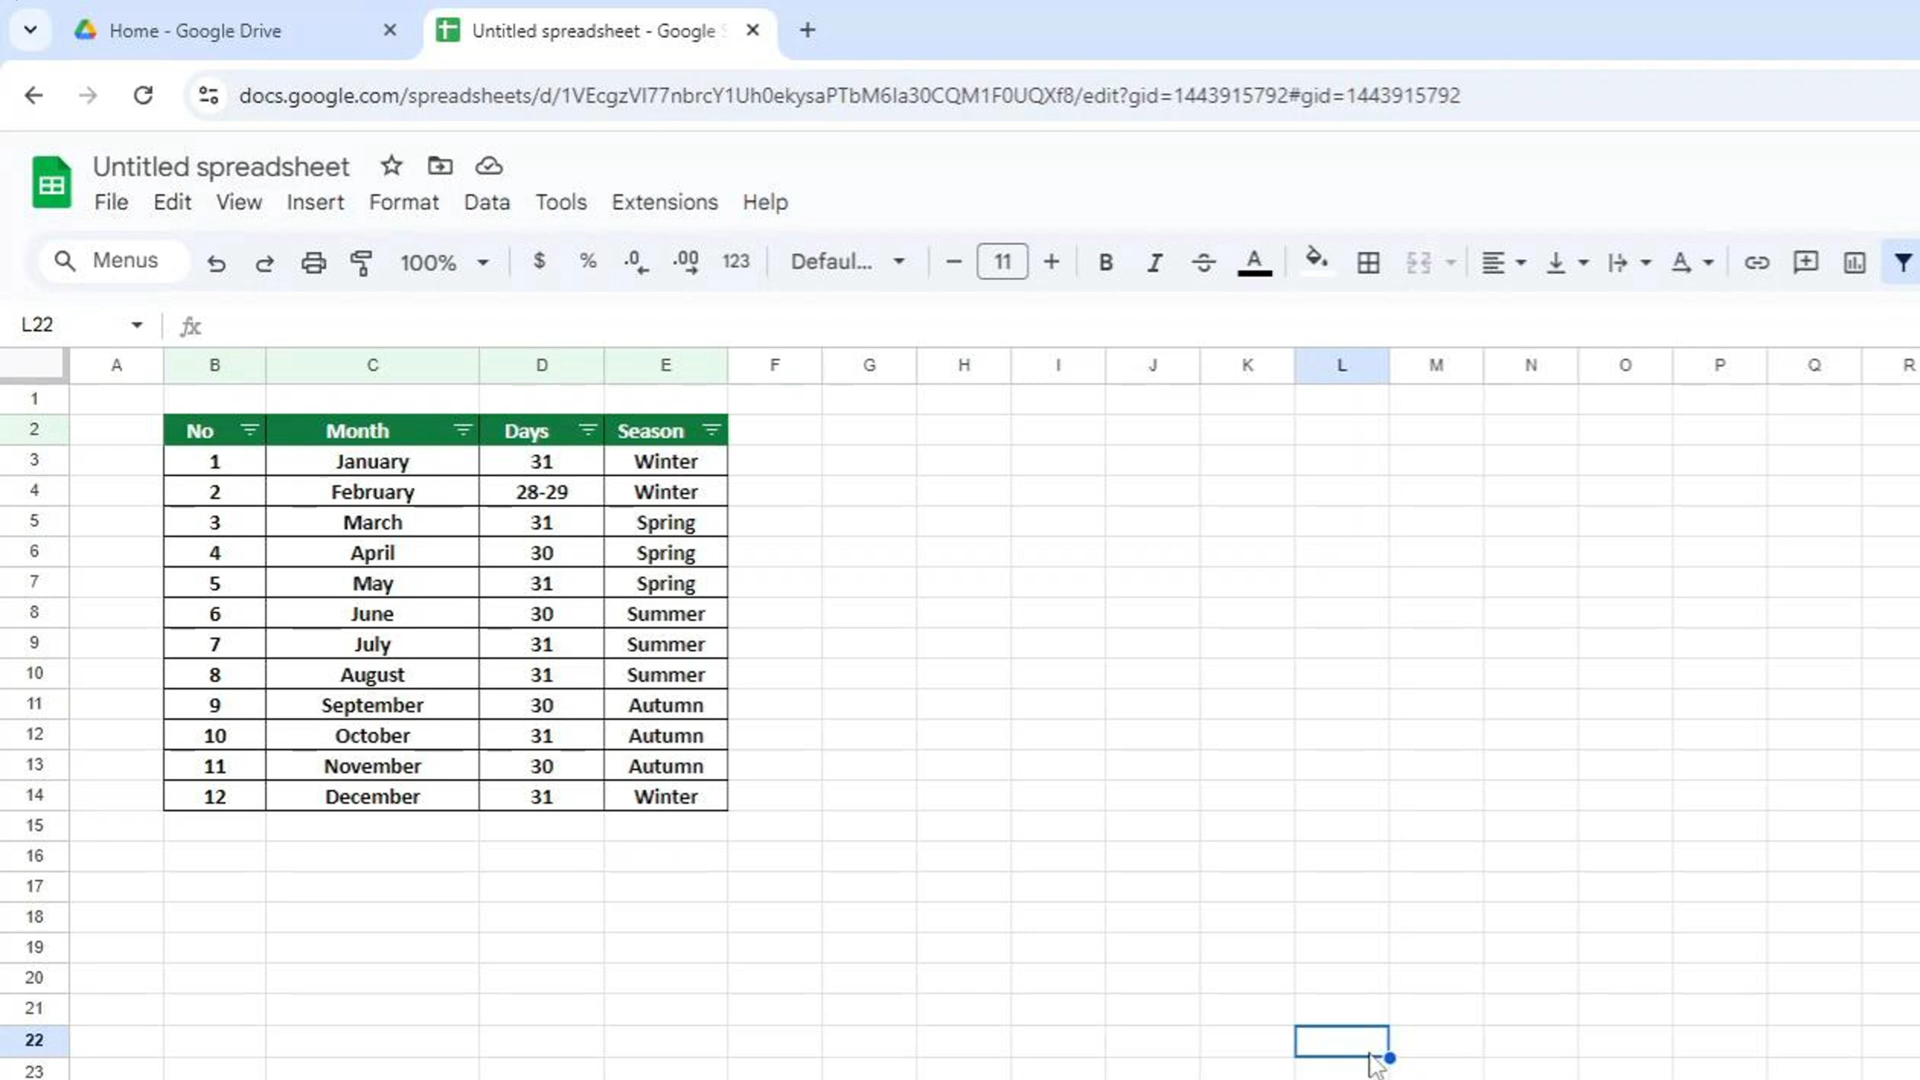 Home - Google Drive
Untitled spreadsheet - Google S
docs.google.com/spreadsheets/d/1VEcgzVI77nbrcY1Uh0ekysaPTbM6Ia30CQM1F0UQXf8/edit?gid=1443915792#gid=1443915792
Untitled spreadsheet
File Edit View Insert Format Data Tools Extensions Help
Menus 100% $ % .0 .00 123 Defaul... − 11 + B I S A
L22 fx
A B C D E F G H I J K L M N O P Q R
1
2 No Month Days Season
3 1 January 31 Winter
4 2 February 28-29 Winter
5 3 March 31 Spring
6 4 April 30 Spring
7 5 May 31 Spring
8 6 June 30 Summer
9 7 July 31 Summer
10 8 August 31 Summer
11 9 September 30 Autumn
12 10 October 31 Autumn
13 11 November 30 Autumn
14 12 December 31 Winter
15
16
17
18
19
20
21
22
23